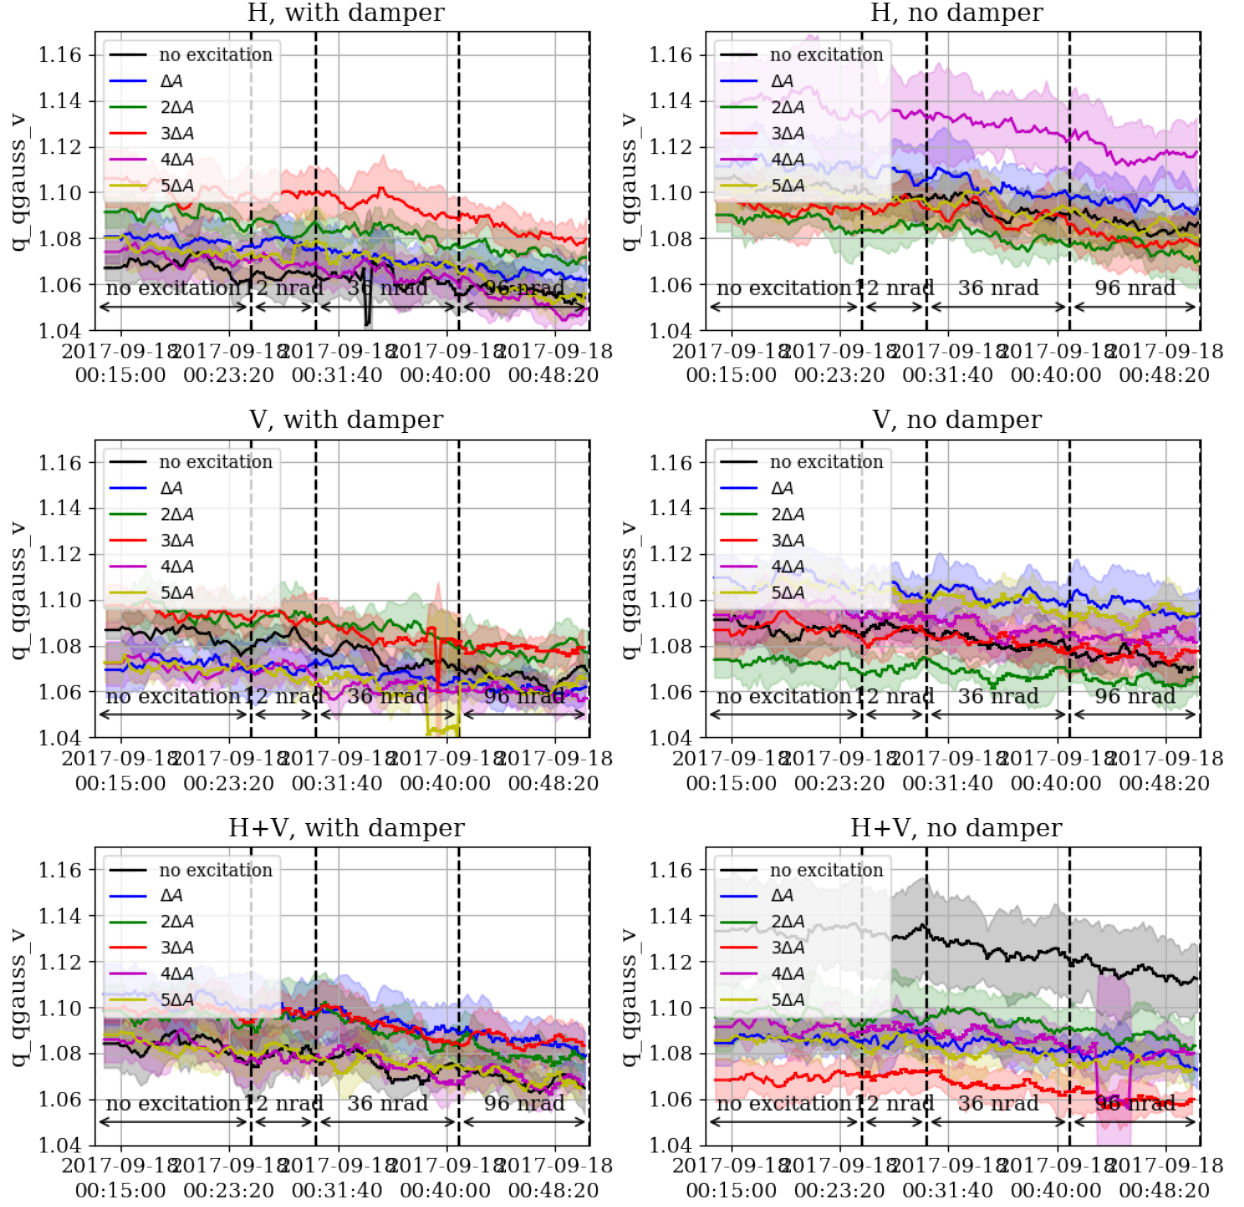 H, with damper
q_qgauss_v
1.16
1.14
1.12
1.10
1.08
1.06
1.04
no excitation
ΔA
2ΔA
3ΔA
4ΔA
5ΔA
no excitation
12 nrad
36 nrad
96 nrad
2017-09-18 2017-09-18 2017-09-18 2017-09-18 2017-09-18
00:15:00 00:23:20 00:31:40 00:40:00 00:48:20
H, no damper
q_qgauss_v
1.16
1.14
1.12
1.10
1.08
1.06
1.04
no excitation
ΔA
2ΔA
3ΔA
4ΔA
5ΔA
no excitation
12 nrad
36 nrad
96 nrad
2017-09-18 2017-09-18 2017-09-18 2017-09-18 2017-09-18
00:15:00 00:23:20 00:31:40 00:40:00 00:48:20
V, with damper
q_qgauss_v
1.16
1.14
1.12
1.10
1.08
1.06
1.04
no excitation
ΔA
2ΔA
3ΔA
4ΔA
5ΔA
no excitation
12 nrad
36 nrad
96 nrad
2017-09-18 2017-09-18 2017-09-18 2017-09-18 2017-09-18
00:15:00 00:23:20 00:31:40 00:40:00 00:48:20
V, no damper
q_qgauss_v
1.16
1.14
1.12
1.10
1.08
1.06
1.04
no excitation
ΔA
2ΔA
3ΔA
4ΔA
5ΔA
no excitation
12 nrad
36 nrad
96 nrad
2017-09-18 2017-09-18 2017-09-18 2017-09-18 2017-09-18
00:15:00 00:23:20 00:31:40 00:40:00 00:48:20
H+V, with damper
q_qgauss_v
1.16
1.14
1.12
1.10
1.08
1.06
1.04
no excitation
ΔA
2ΔA
3ΔA
4ΔA
5ΔA
no excitation
12 nrad
36 nrad
96 nrad
2017-09-18 2017-09-18 2017-09-18 2017-09-18 2017-09-18
00:15:00 00:23:20 00:31:40 00:40:00 00:48:20
H+V, no damper
q_qgauss_v
1.16
1.14
1.12
1.10
1.08
1.06
1.04
no excitation
ΔA
2ΔA
3ΔA
4ΔA
5ΔA
no excitation
12 nrad
36 nrad
96 nrad
2017-09-18 2017-09-18 2017-09-18 2017-09-18 2017-09-18
00:15:00 00:23:20 00:31:40 00:40:00 00:48:20